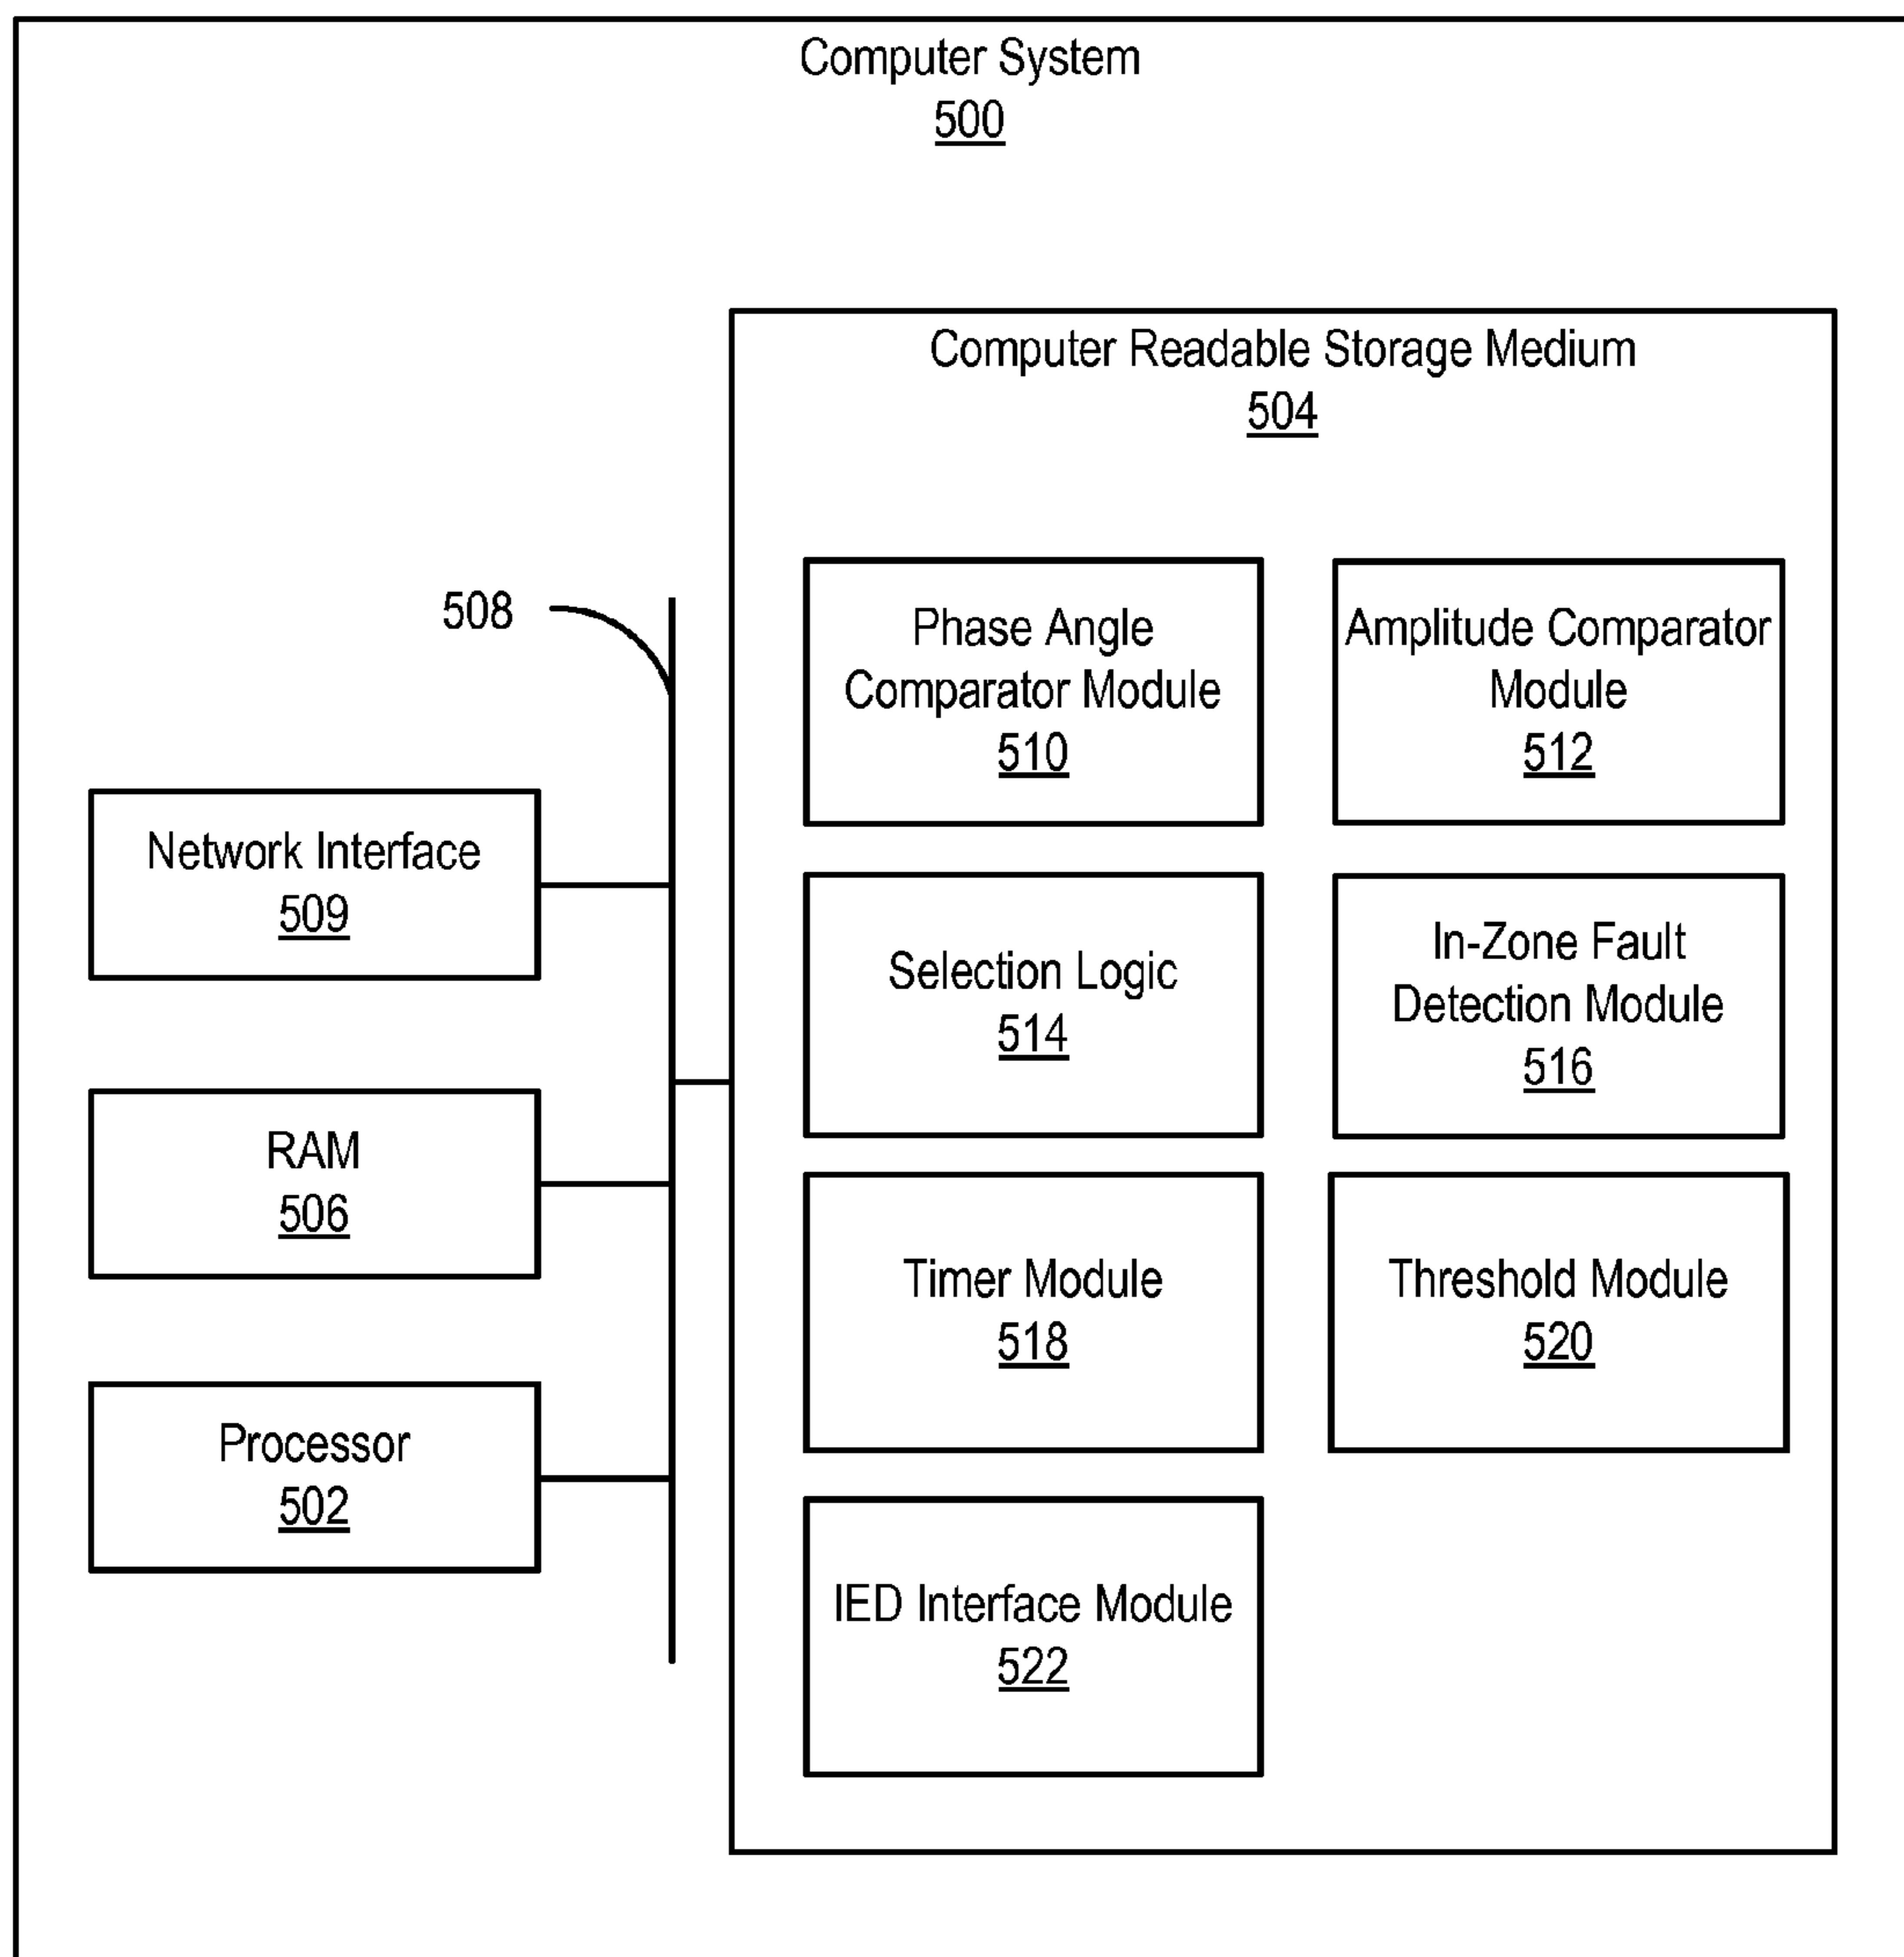 Computer System
500
Computer Readable Storage Medium
504
508
Phase Angle
Comparator Module
510
Amplitude Comparator
Module
512
Network Interface
509
Selection Logic
514
In-Zone Fault
Detection Module
516
RAM
506
Timer Module
518
Threshold Module
520
Processor
502
IED Interface Module
522